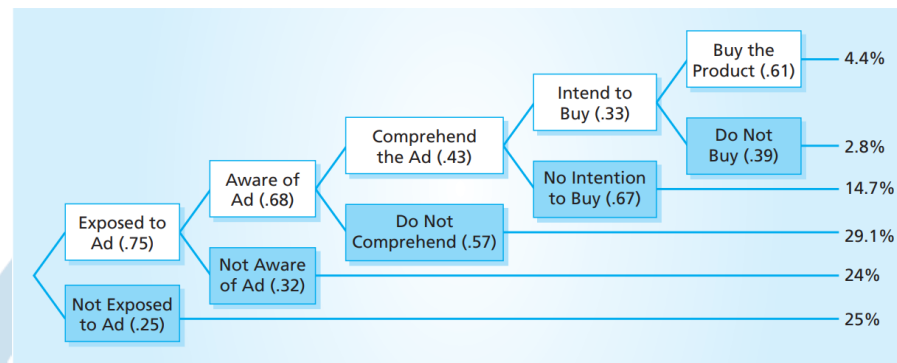 Buy the
Product (.61)
4.4%
Intend to
Buy (.33)
Do Not
Buy (.39)
2.8%
Comprehend
the Ad (.43)
No Intention
to Buy (.67)
14.7%
Aware of
Ad (.68)
Do Not
Comprehend (.57)
29.1%
Exposed to
Ad (.75)
Not Aware
of Ad (.32)
24%
Not Exposed
to Ad (.25)
25%